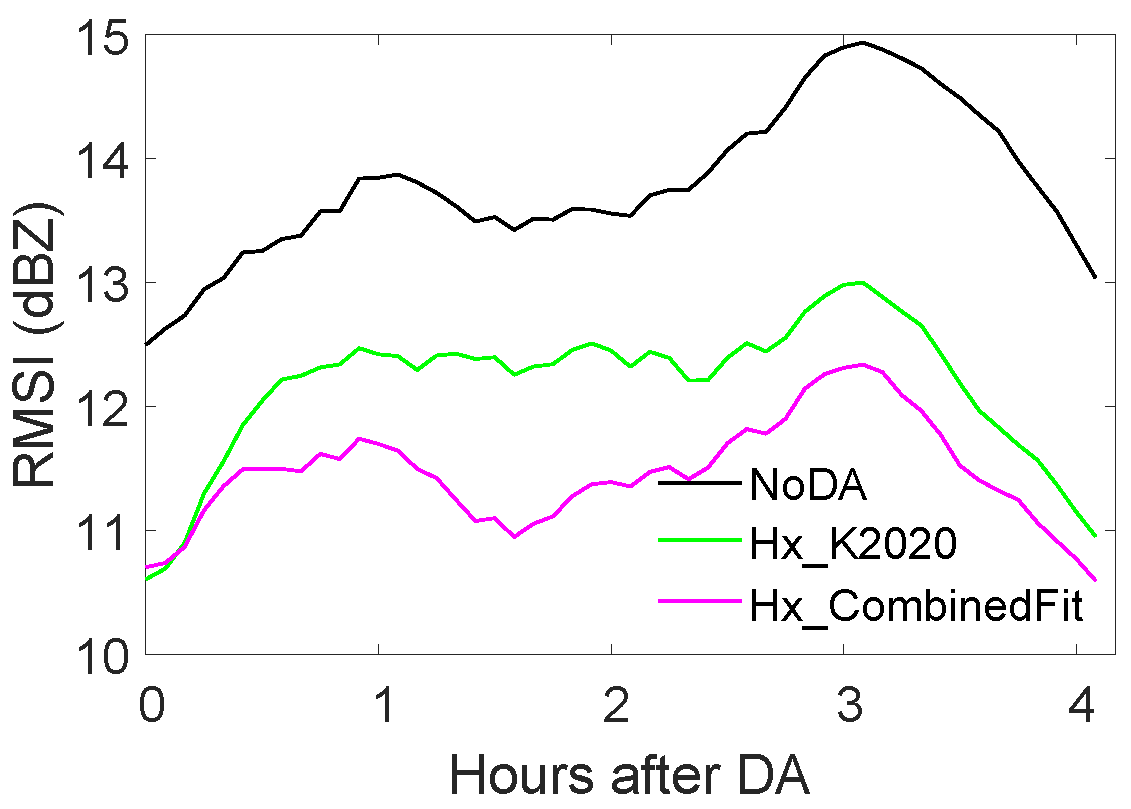 RMSI (dBZ)
15
14
13
12
11
10
NoDA
Hx_K2020
Hx_CombinedFit
0 1 2 3 4
Hours after DA